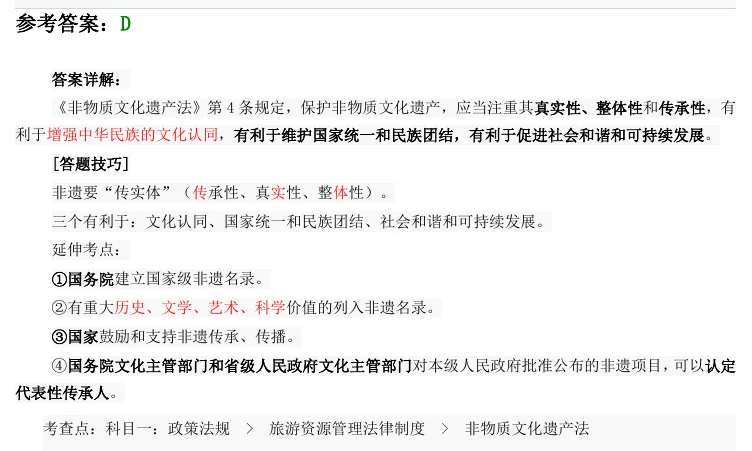 参考答案：D
答案详解：
《非物质文化遗产法》第 4 条规定，保护非物质文化遗产，应当注重其真实性、整体性和传承性，有
利于增强中华民族的文化认同，有利于维护国家统一和民族团结，有利于促进社会和谐和可持续发展。
[答题技巧]
非遗要“传实体”（传承性、真实性、整体性）。
三个有利于：文化认同、国家统一和民族团结、社会和谐和可持续发展。
延伸考点：
①国务院建立国家级非遗名录。
②有重大历史、文学、艺术、科学价值的列入非遗名录。
③国家鼓励和支持非遗传承、传播。
④国务院文化主管部门和省级人民政府文化主管部门对本级人民政府批准公布的非遗项目，可以认定
代表性传承人。
考查点：科目一：政策法规 > 旅游资源管理法律制度 > 非物质文化遗产法